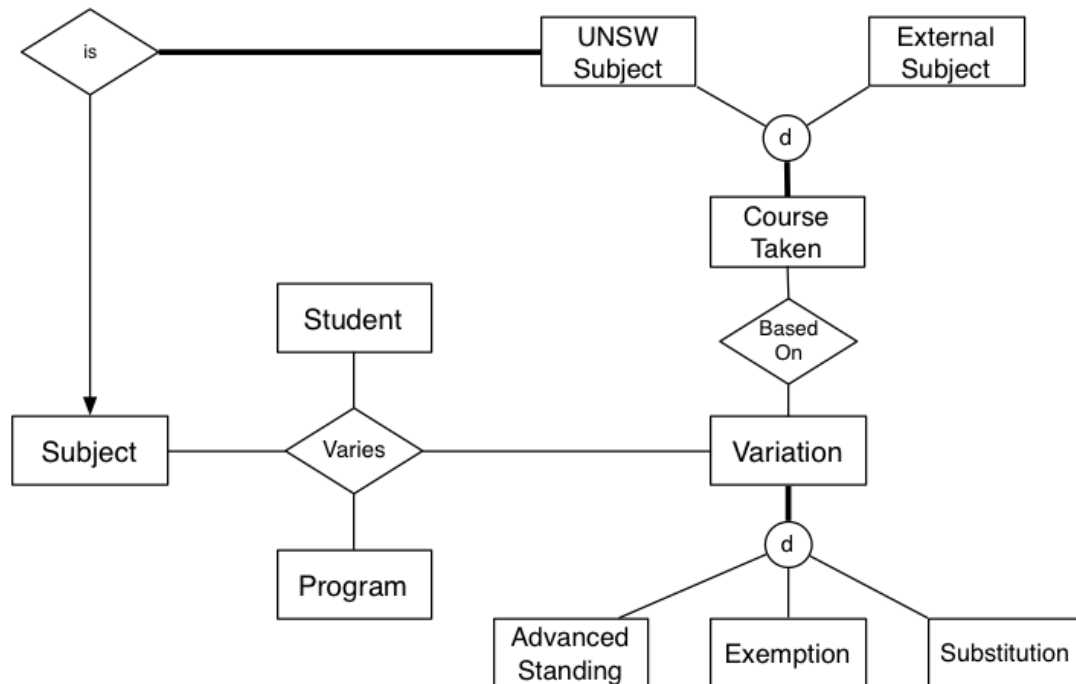 is
UNSW
Subject
External
Subject
d
Course
Taken
Student
Based
On
Subject
Varies
Variation
d
Program
Advanced
Standing
Exemption
Substitution